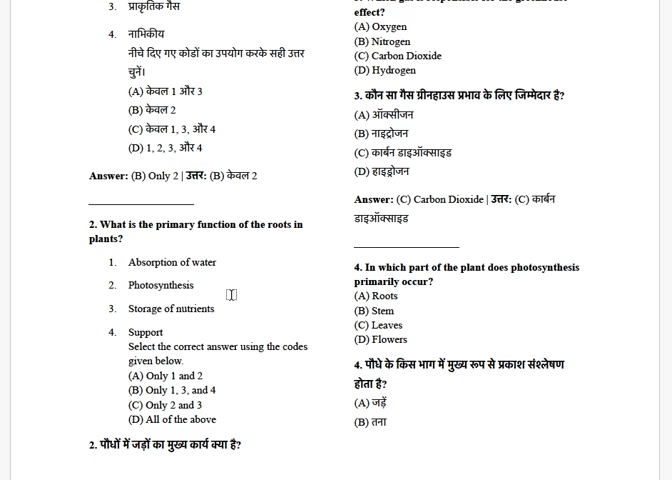 3. प्राकृतिक गैस
4. नाभिकीय
नीचे दिए गए कोडों का उपयोग करके सही उत्तर
चुनें।
(A) केवल 1 और 3
(B) केवल 2
(C) केवल 1, 3, और 4
(D) 1, 2, 3, और 4
Answer: (B) Only 2 | उत्तर: (B) केवल 2
2. What is the primary function of the roots in
plants?
1. Absorption of water
2. Photosynthesis
3. Storage of nutrients
4. Support
Select the correct answer using the codes
given below.
(A) Only 1 and 2
(B) Only 1, 3, and 4
(C) Only 2 and 3
(D) All of the above
2. पौधों में जड़ों का मुख्य कार्य क्या है?
effect?
(A) Oxygen
(B) Nitrogen
(C) Carbon Dioxide
(D) Hydrogen
3. कौन सा गैस ग्रीनहाउस प्रभाव के लिए जिम्मेदार है?
(A) ऑक्सीजन
(B) नाइट्रोजन
(C) कार्बन डाइऑक्साइड
(D) हाइड्रोजन
Answer: (C) Carbon Dioxide | उत्तर: (C) कार्बन
डाइऑक्साइड
4. In which part of the plant does photosynthesis
primarily occur?
(A) Roots
(B) Stem
(C) Leaves
(D) Flowers
4. पौधे के किस भाग में मुख्य रूप से प्रकाश संश्लेषण
होता है?
(A) जड़ें
(B) तना